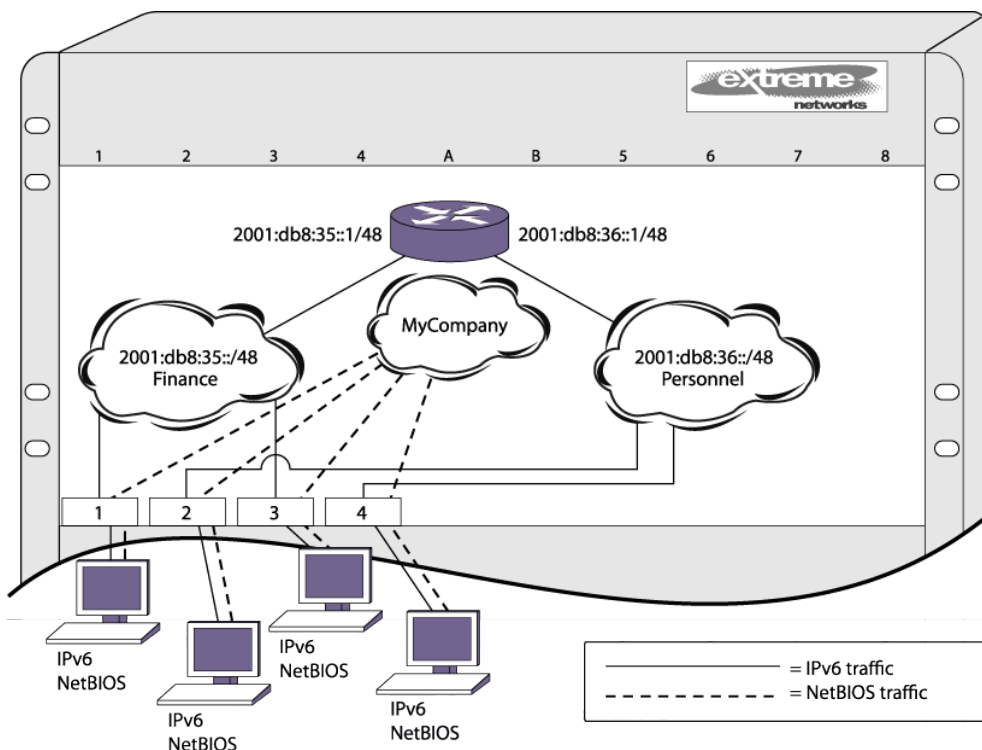 extreme
networks
1 2 3 4 A B 5 6 7 8
2001:db8:35::1/48
2001:db8:36::1/48
MyCompany
2001:db8:35::/48
Finance
2001:db8:36::/48
Personnel
1 2 3 4
IPv6
NetBIOS
IPv6
NetBIOS
IPv6
NetBIOS
IPv6
NetBIOS
= IPv6 traffic
= NetBIOS traffic